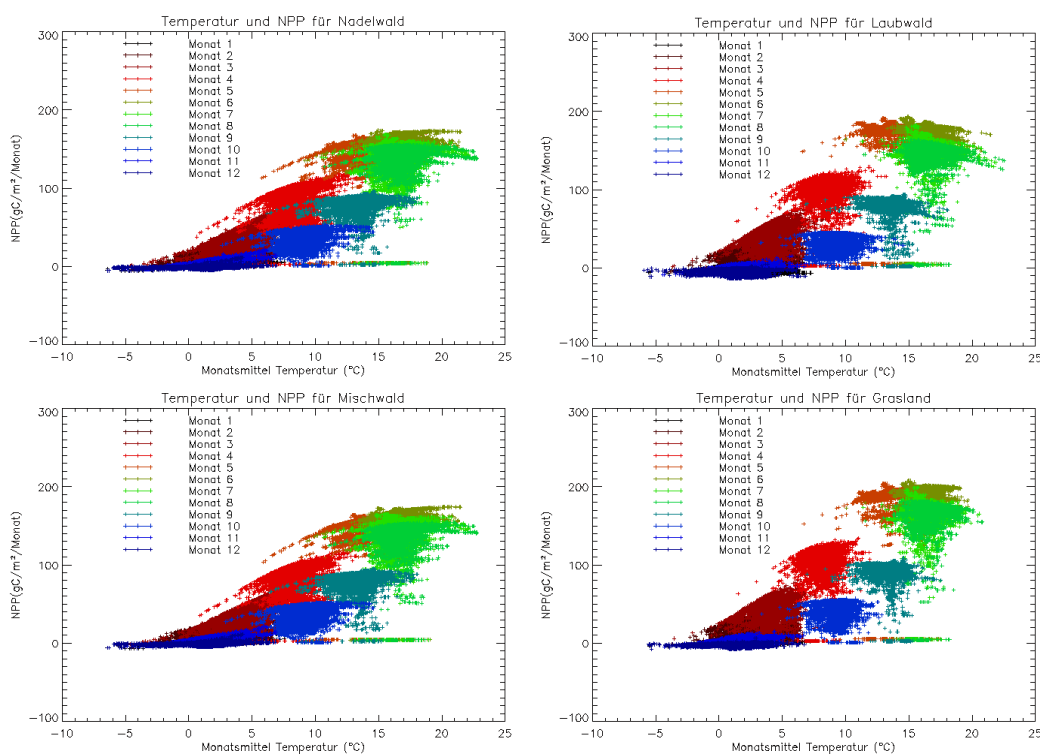 Temperatur und NPP für Nadelwald
300
200
100
0
−100
NPP(gC/m²/Monat)
Monat 1
Monat 2
Monat 3
Monat 4
Monat 5
Monat 6
Monat 7
Monat 8
Monat 9
Monat 10
Monat 11
Monat 12
−10 −5 0 5 10 15 20 25
Monatsmittel Temperatur (°C)
Temperatur und NPP für Laubwald
300
200
100
0
−100
NPP(gC/m²/Monat)
Monat 1
Monat 2
Monat 3
Monat 4
Monat 5
Monat 6
Monat 7
Monat 8
Monat 9
Monat 10
Monat 11
Monat 12
−10 −5 0 5 10 15 20 25
Monatsmittel Temperatur (°C)
Temperatur und NPP für Mischwald
300
200
100
0
−100
NPP(gC/m²/Monat)
Monat 1
Monat 2
Monat 3
Monat 4
Monat 5
Monat 6
Monat 7
Monat 8
Monat 9
Monat 10
Monat 11
Monat 12
−10 −5 0 5 10 15 20 25
Monatsmittel Temperatur (°C)
Temperatur und NPP für Grasland
300
200
100
0
−100
NPP(gC/m²/Monat)
Monat 1
Monat 2
Monat 3
Monat 4
Monat 5
Monat 6
Monat 7
Monat 8
Monat 9
Monat 10
Monat 11
Monat 12
−10 −5 0 5 10 15 20 25
Monatsmittel Temperatur (°C)